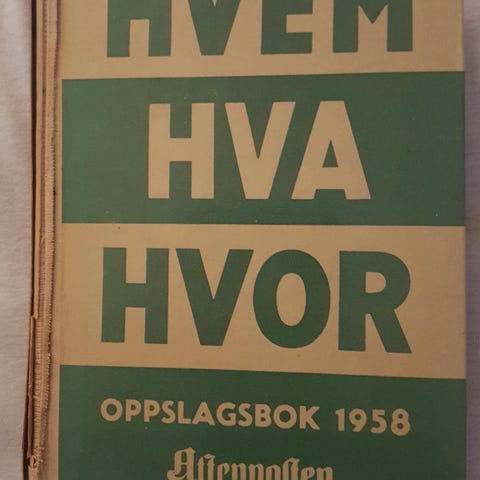 HVEM
HVA
HVOR
OPPSLAGSBOK 1958
Aftenposten